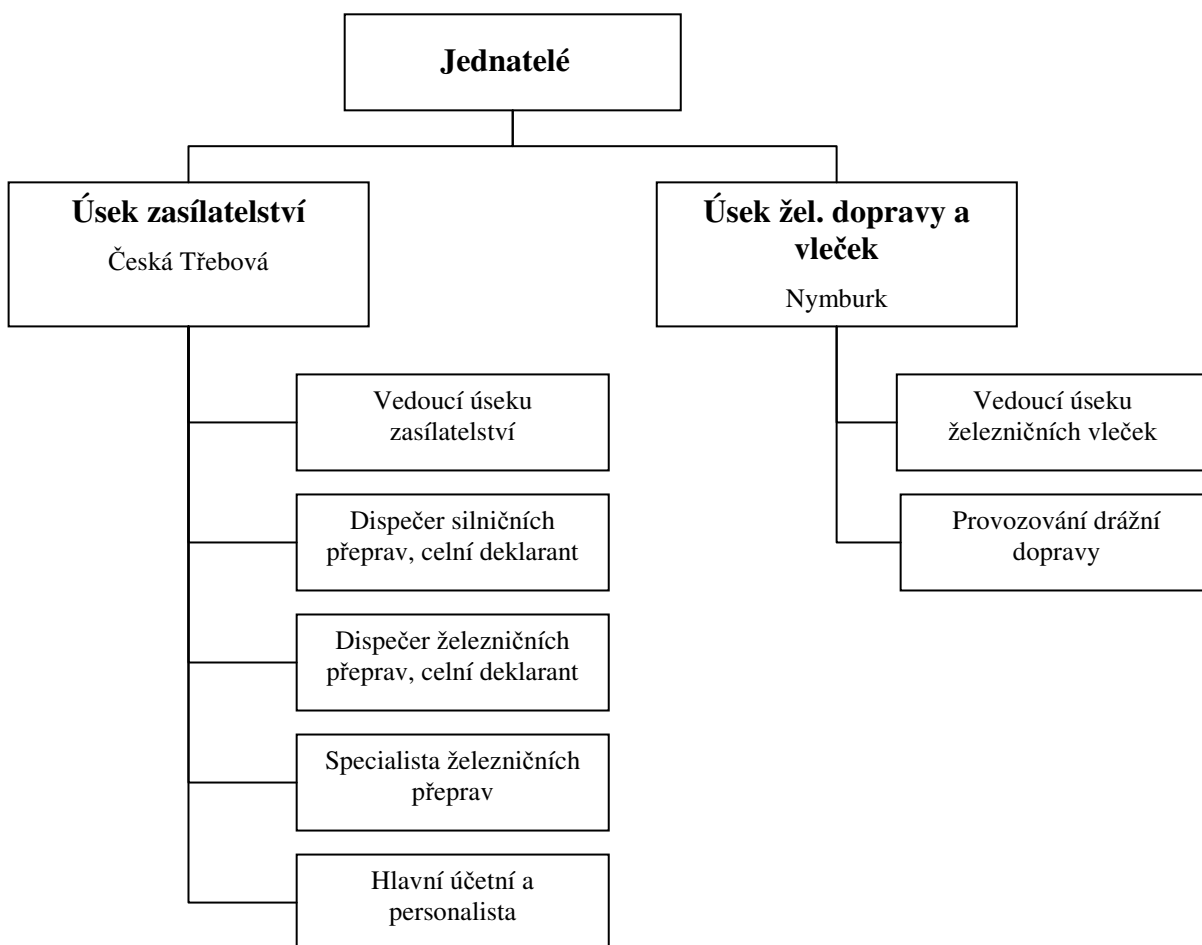 Jednatelé
Úsek zasílatelství
Česká Třebová
Úsek žel. dopravy a
vleček
Nymburk
Vedoucí úseku
zasílatelství
Dispečer silničních
přeprav, celní deklarant
Dispečer železničních
přeprav, celní deklarant
Specialista železničních
přeprav
Hlavní účetní a
personalista
Vedoucí úseku
železničních vleček
Provozování drážní
dopravy